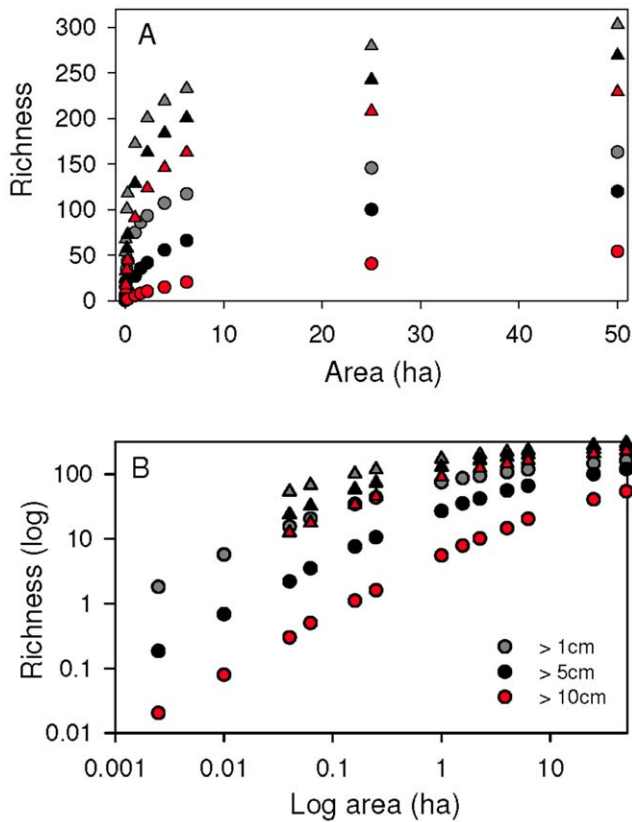 A
300
250
200
150
100
50
0
Richness
0 10 20 30 40 50
Area (ha)
B
100
10
1
0.1
0.01
Richness (log)
> 1cm
> 5cm
> 10cm
0.001 0.01 0.1 1 10
Log area (ha)